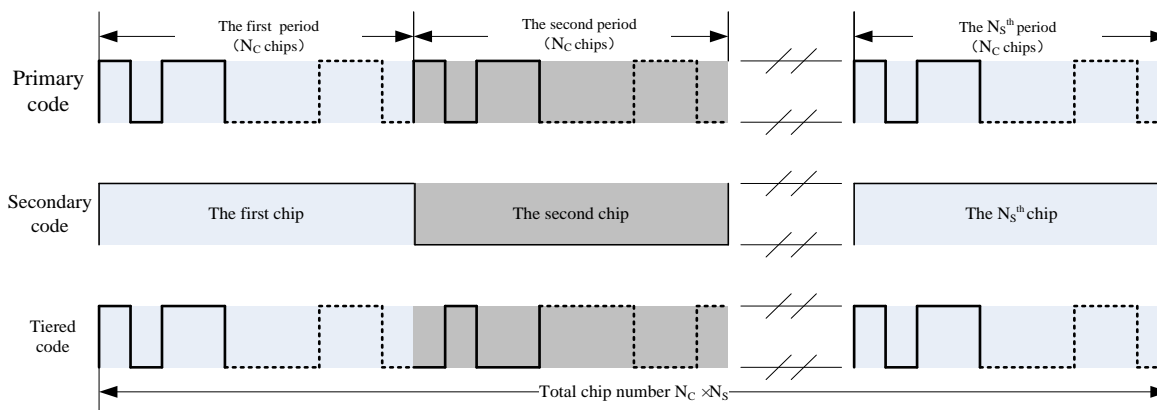 The first period
（N_C chips）
The second period
（N_C chips）
The N_S^th period
（N_C chips）
Primary
code
Secondary
code
The first chip
The second chip
The N_S^th chip
Tiered
code
Total chip number N_C ×N_S